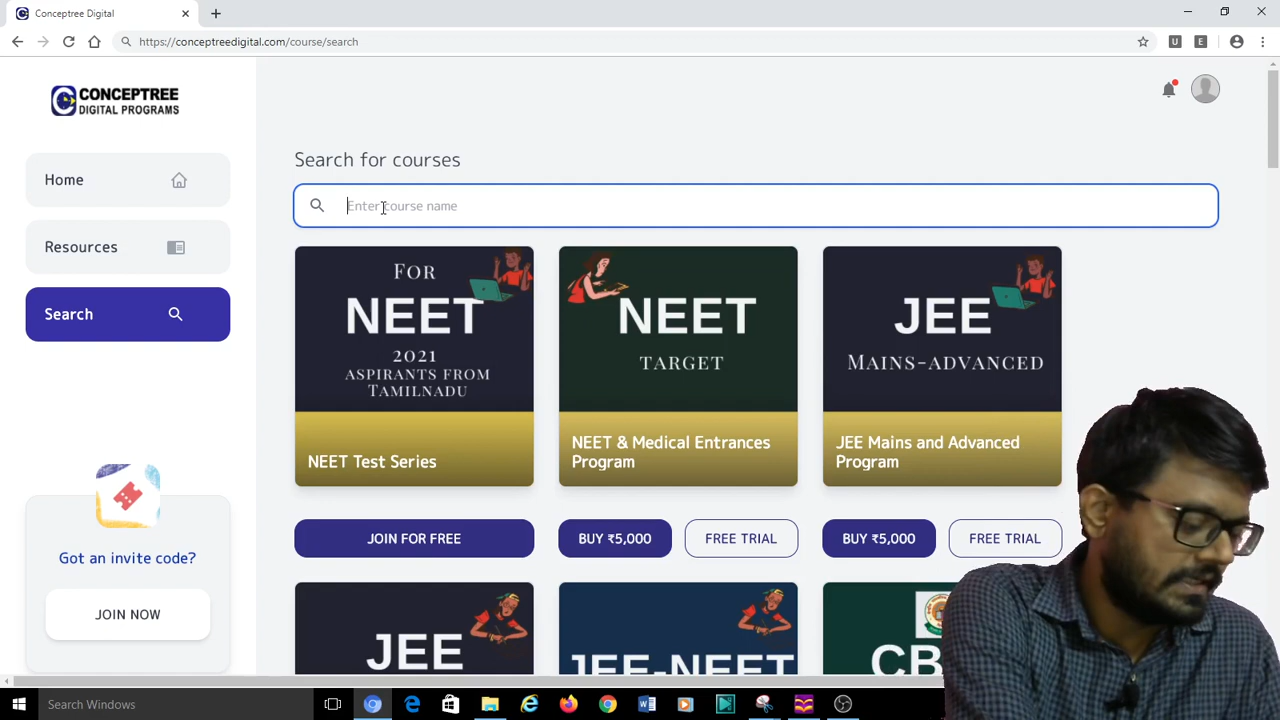 Conceptree Digital
https://conceptreedigital.com/course/search
U
E
CONCEPTREE
DIGITAL PROGRAMS
Home
Resources
Search
Got an invite code?
JOIN NOW
Search for courses
Enter course name
FOR
NEET
2021
ASPIRANTS FROM
TAMILNADU
NEET Test Series
JOIN FOR FREE
NEET
TARGET
NEET & Medical Entrances
Program
BUY ₹5,000
FREE TRIAL
JEE
MAINS-ADVANCED
JEE Mains and Advanced
Program
BUY ₹5,000
FREE TRIAL
JEE
JEE-NEET
Search Windows